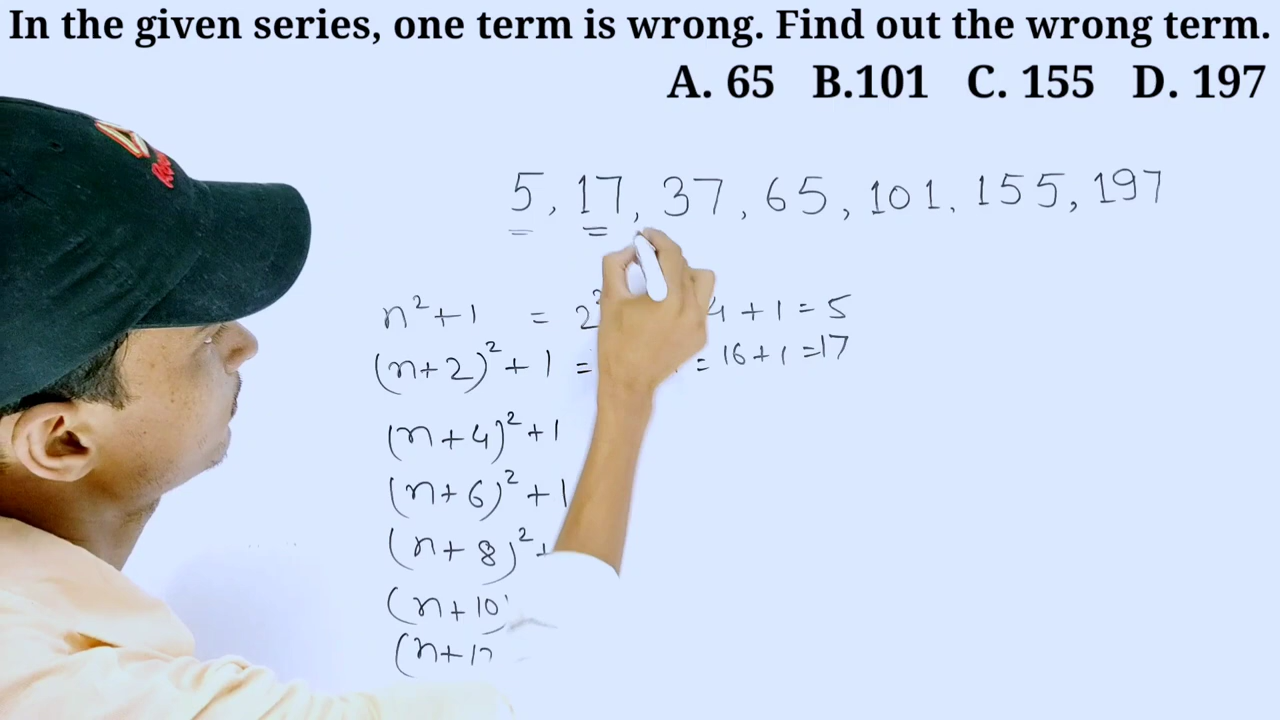 In the given series, one term is wrong. Find out the wrong term.
A. 65 B.101 C. 155 D. 197
5, 17, 37, 65, 101, 155, 197
n²+1 = 2 4+1=5
(n+2)²+1= =16+1=17
(n+4)²+1
(n+6)²+1
(n+8)²+
(n+10
(n+12